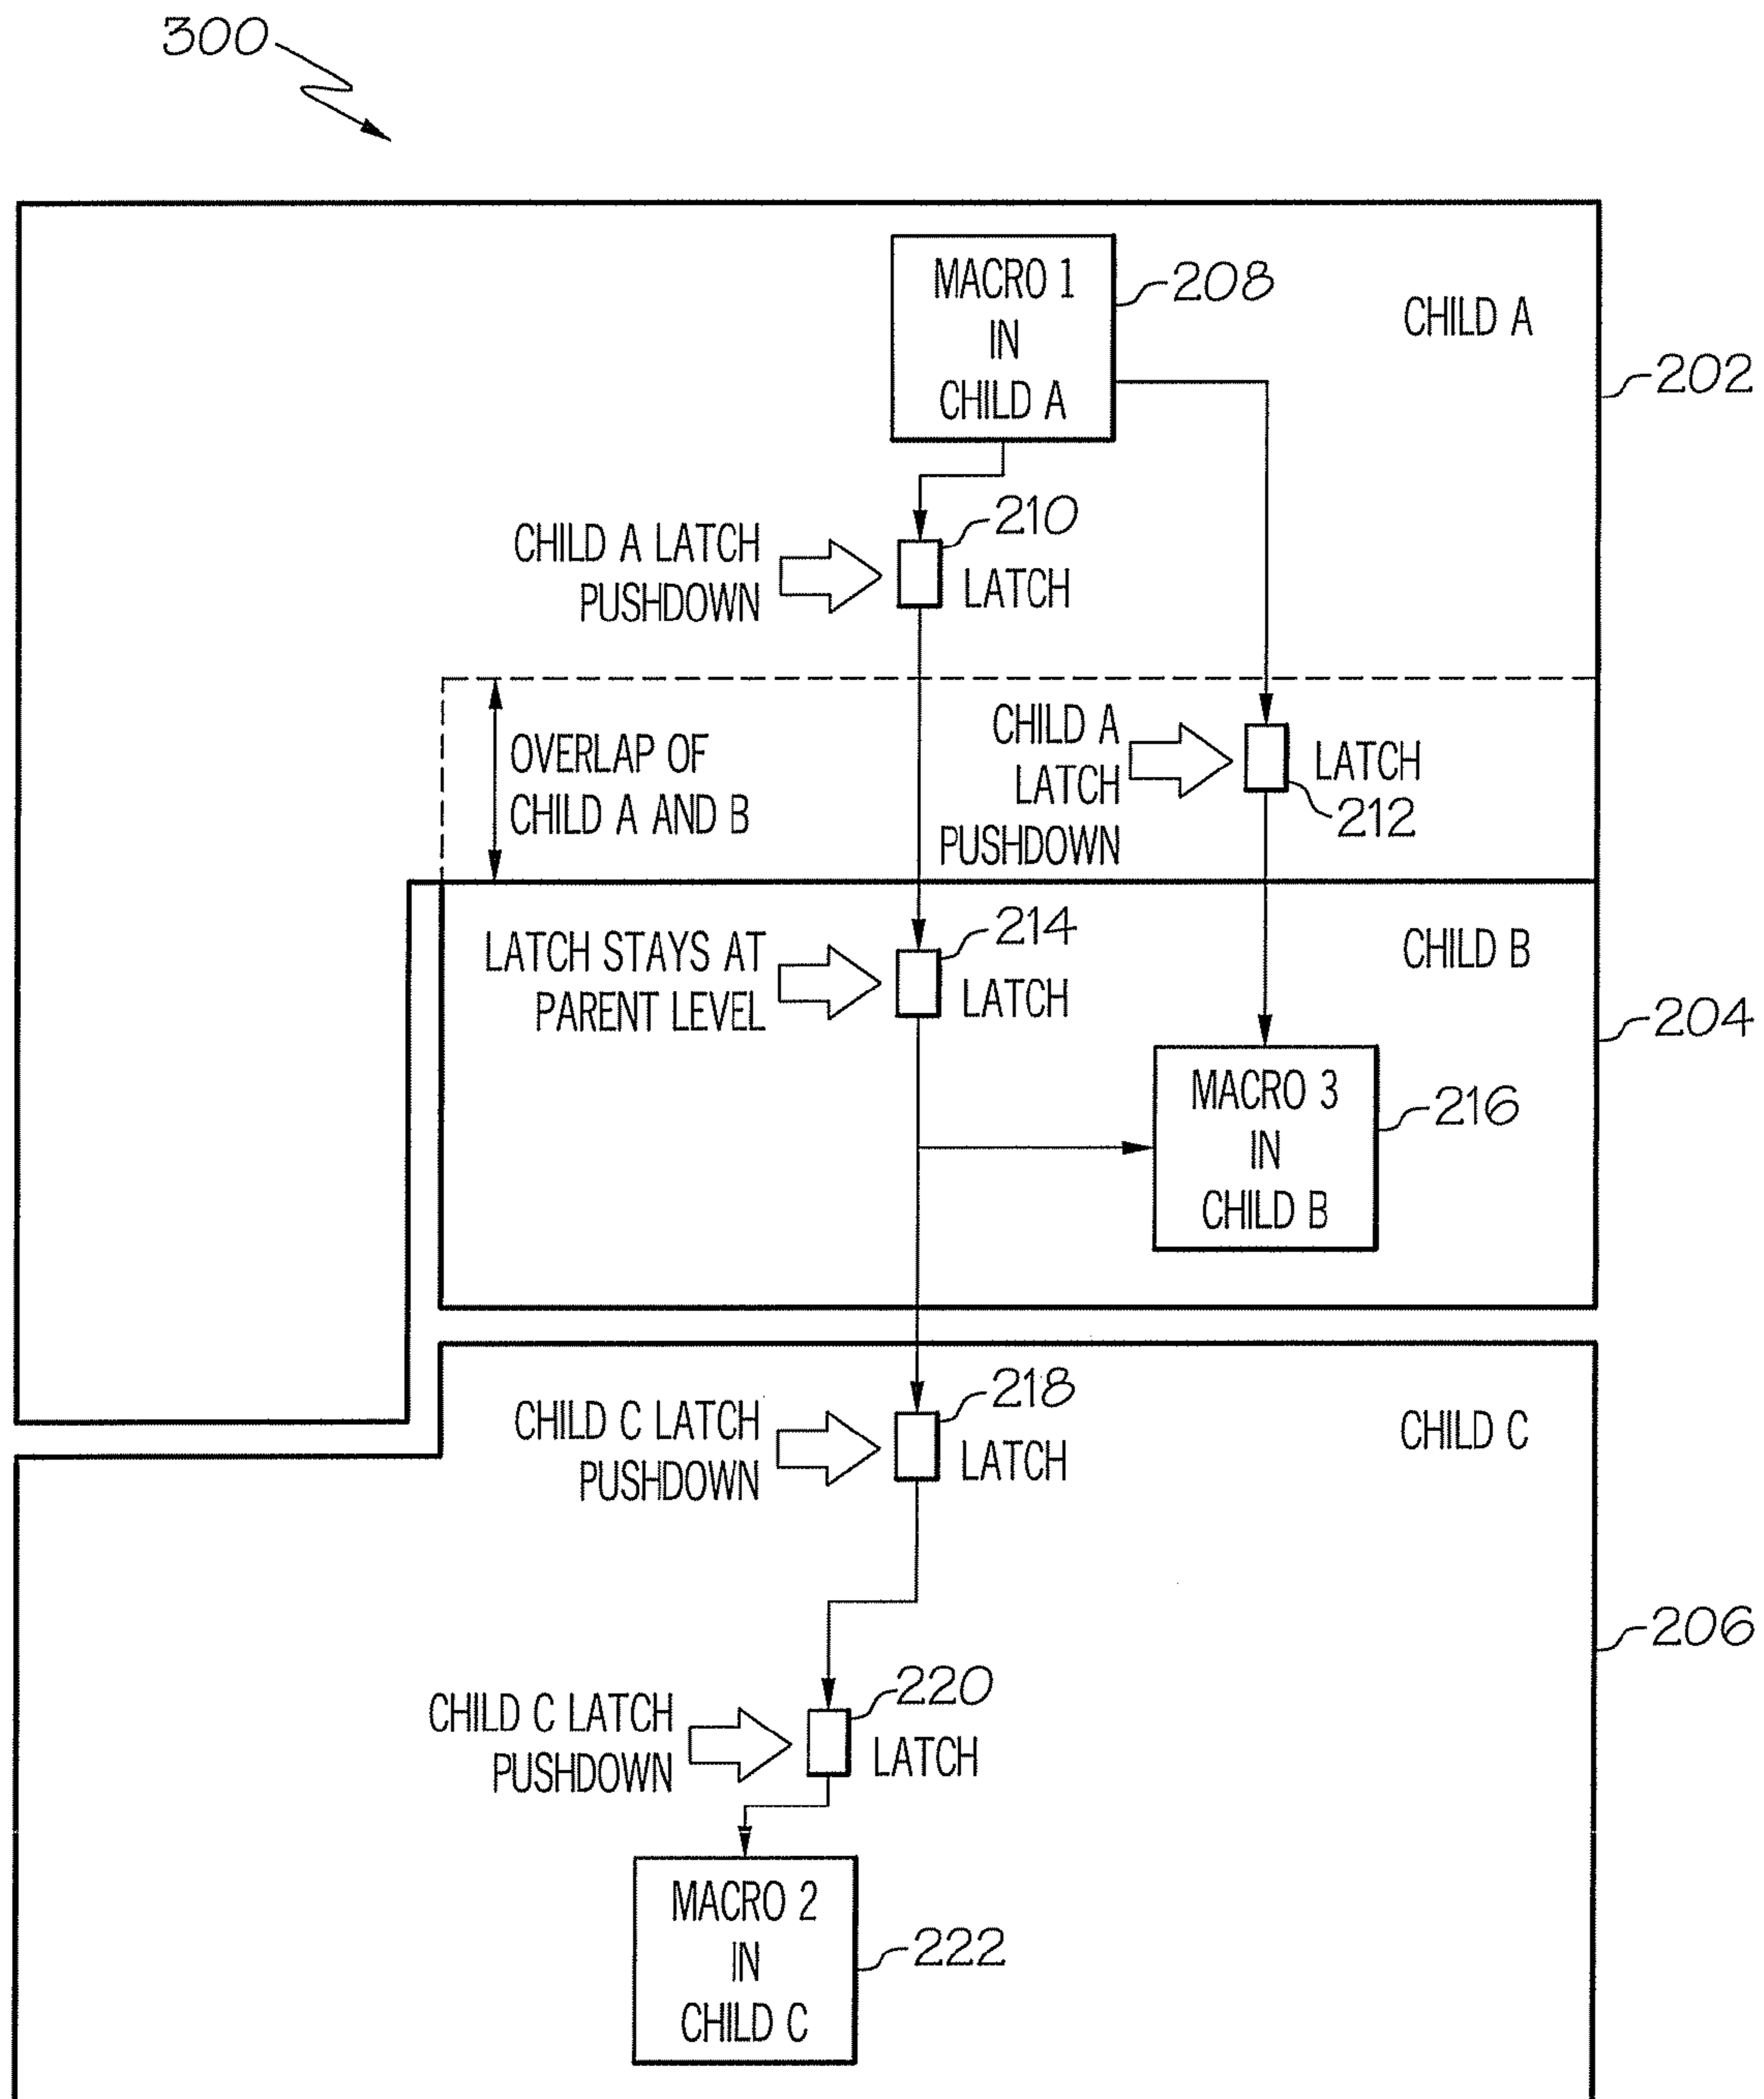 300
MACRO 1
IN
CHILD A
208
CHILD A
202
CHILD A LATCH
PUSHDOWN
210
LATCH
OVERLAP OF
CHILD A AND B
CHILD A
LATCH
PUSHDOWN
LATCH
212
LATCH STAYS AT
PARENT LEVEL
214
LATCH
CHILD B
204
MACRO 3
IN
CHILD B
216
CHILD C LATCH
PUSHDOWN
218
LATCH
CHILD C
206
CHILD C LATCH
PUSHDOWN
220
LATCH
MACRO 2
IN
CHILD C
222